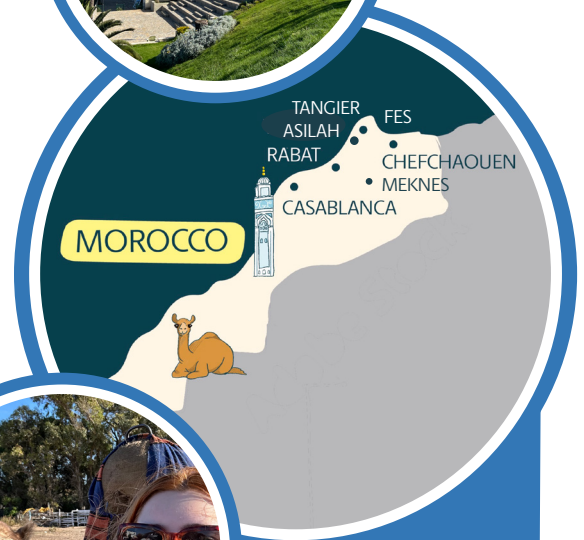 TANGIER
FES
ASILAH
RABAT
CHEFCHAOUEN
MEKNES
CASABLANCA
MOROCCO